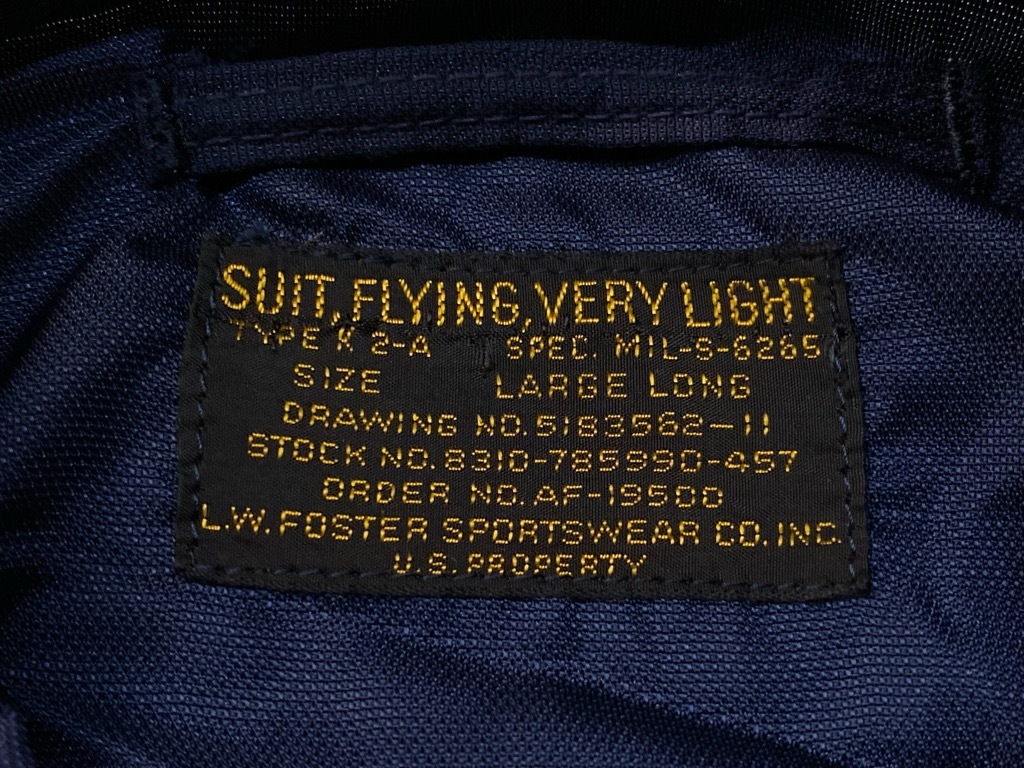 SUIT, FLYING, VERY LIGHT
TYPE K 2-A SPEC. MIL-S-6265
SIZE LARGE LONG
DRAWING NO. 5183562-11
STOCK NO. 8310-785990-457
ORDER NO. AF-19500
L.W. FOSTER SPORTSWEAR CO. INC.
U.S. PROPERTY